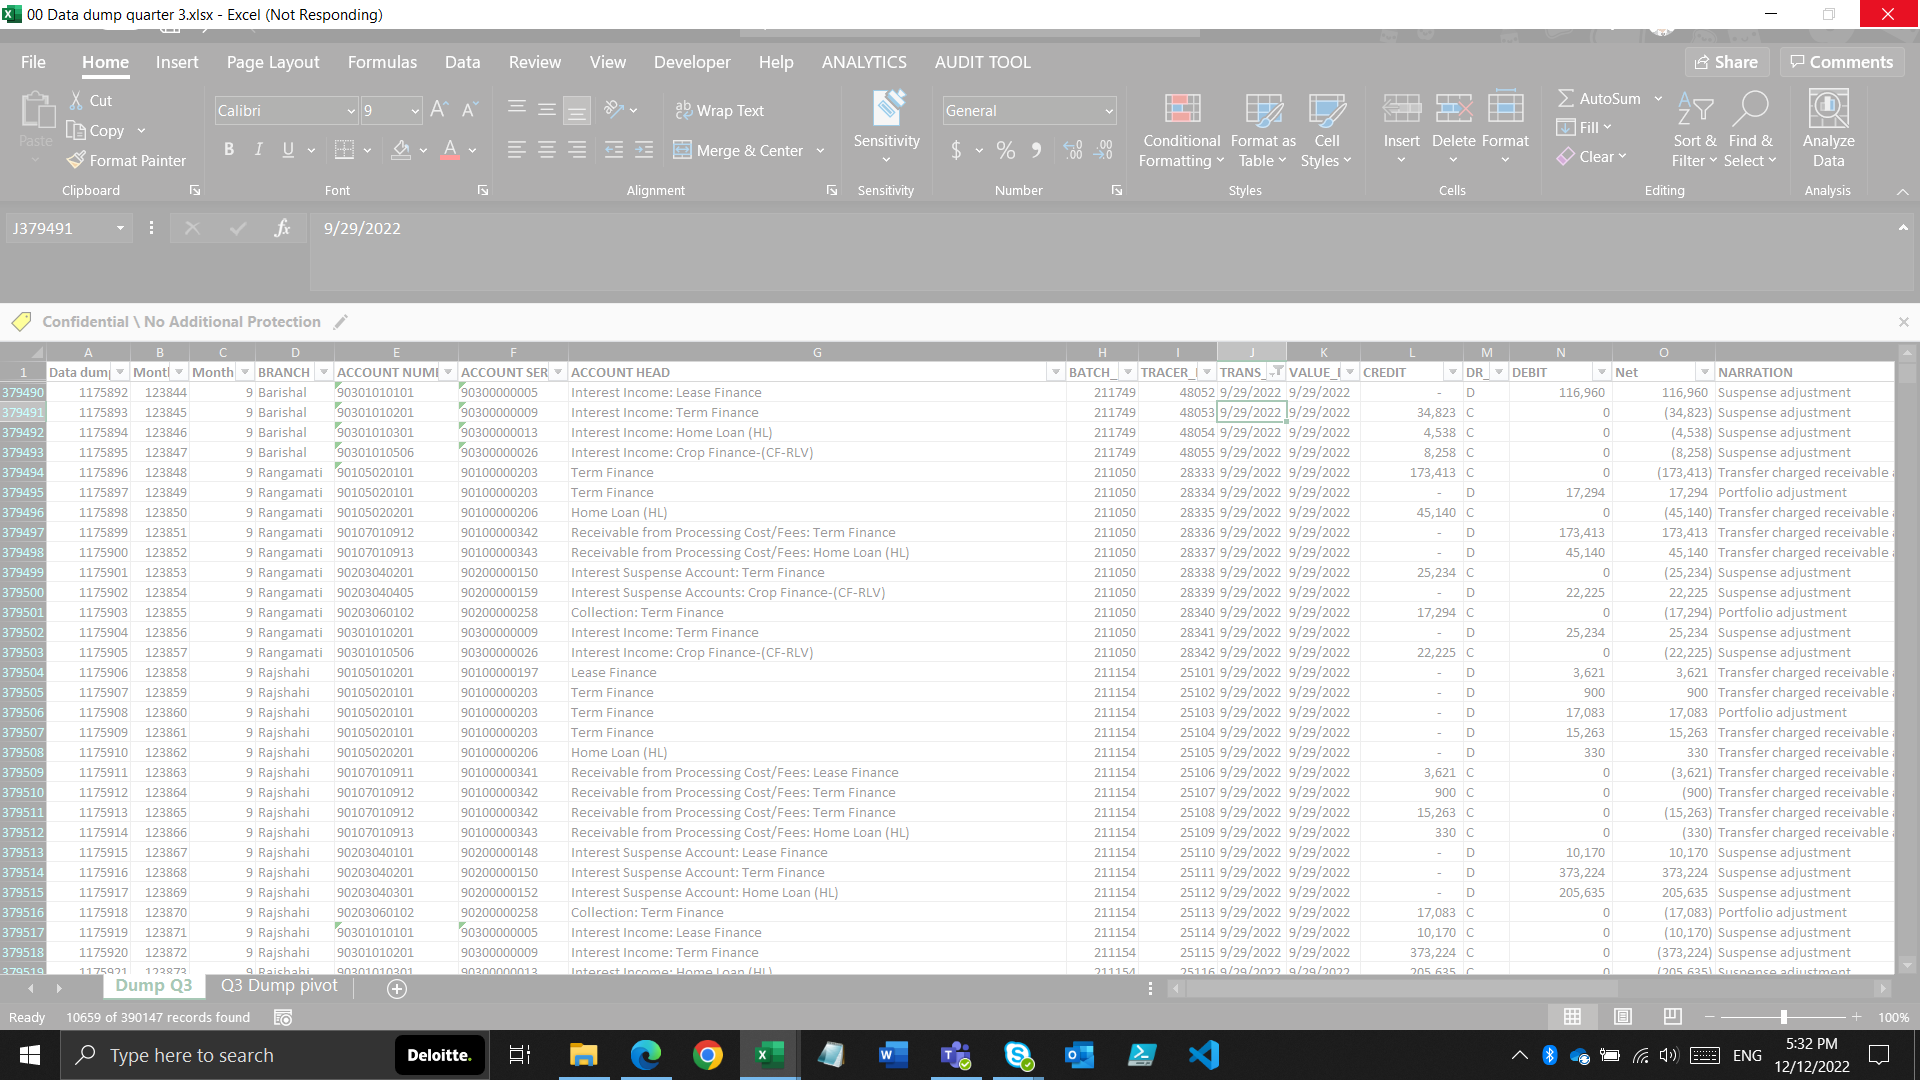 00 Data dump quarter 3.xlsx - Excel (Not Responding)
File Home Insert Page Layout Formulas Data Review View Developer Help ANALYTICS AUDIT TOOL Share Comments
Paste Cut Copy Format Painter Clipboard
Calibri 9 B I U Font
Wrap Text Merge & Center Alignment
Sensitivity Sensitivity
General $ % Number
Conditional Formatting Format as Table Cell Styles Styles
Insert Delete Format Cells
AutoSum Fill Clear Sort & Filter Find & Select Editing
Analyze Data Analysis
J379491 fx 9/29/2022
Confidential \ No Additional Protection
A B C D E F G H I J K L M N O
1 Data dump Month BRANCH ACCOUNT HEAD BATCH_ TRACER_ TRANS_ CREDIT DR_ DEBIT Net NARRATION
379490 1175892 123844 9 Barishal 90301010101 90300000005 Interest Income: Lease Finance 211749 48052 9/29/2022 9/29/2022 - D 116,960 116,960 Suspense adjustment
379491 1175893 123845 9 Barishal 90301010201 90300000009 Interest Income: Term Finance 211749 48053 9/29/2022 9/29/2022 34,823 C 0 (34,823) Suspense adjustment
379492 1175894 123846 9 Barishal 90301010301 90300000013 Interest Income: Home Loan (HL) 211749 48054 9/29/2022 9/29/2022 4,538 C 0 (4,538) Suspense adjustment
379493 1175895 123847 9 Barishal 90301010506 90300000026 Interest Income: Crop Finance-(CF-RLV) 211749 48055 9/29/2022 9/29/2022 8,258 C 0 (8,258) Suspense adjustment
379494 1175896 123848 9 Rangamati 90105020101 90100000203 Term Finance 211050 28333 9/29/2022 9/29/2022 173,413 C 0 (173,413) Transfer charged receivable
379495 1175897 123849 9 Rangamati 90105020101 90100000203 Term Finance 211050 28334 9/29/2022 9/29/2022 - D 17,294 17,294 Portfolio adjustment
379496 1175898 123850 9 Rangamati 90105020201 90100000206 Home Loan (HL) 211050 28335 9/29/2022 9/29/2022 45,140 C 0 (45,140) Transfer charged receivable
379497 1175899 123851 9 Rangamati 90107010912 90100000342 Receivable from Processing Cost/Fees: Term Finance 211050 28336 9/29/2022 9/29/2022 - D 173,413 173,413 Transfer charged receivable
379498 1175900 123852 9 Rangamati 90107010913 90100000343 Receivable from Processing Cost/Fees: Home Loan (HL) 211050 28337 9/29/2022 9/29/2022 - D 45,140 45,140 Transfer charged receivable
379499 1175901 123853 9 Rangamati 90203040201 90200000150 Interest Suspense Account: Term Finance 211050 28338 9/29/2022 9/29/2022 25,234 C 0 (25,234) Suspense adjustment
379500 1175902 123854 9 Rangamati 90203040405 90200000159 Interest Suspense Accounts: Crop Finance-(CF-RLV) 211050 28339 9/29/2022 9/29/2022 - D 22,225 22,225 Suspense adjustment
379501 1175903 123855 9 Rangamati 90203060102 90200000258 Collection: Term Finance 211050 28340 9/29/2022 9/29/2022 17,294 C 0 (17,294) Portfolio adjustment
379502 1175904 123856 9 Rangamati 90301010201 90300000009 Interest Income: Term Finance 211050 28341 9/29/2022 9/29/2022 - D 25,234 25,234 Suspense adjustment
379503 1175905 123857 9 Rangamati 90301010506 90300000026 Interest Income: Crop Finance-(CF-RLV) 211050 28342 9/29/2022 9/29/2022 22,225 C 0 (22,225) Suspense adjustment
379504 1175906 123858 9 Rajshahi 90105010201 90100000197 Lease Finance 211154 25101 9/29/2022 9/29/2022 - D 3,621 3,621 Transfer charged receivable
379505 1175907 123859 9 Rajshahi 90105020101 90100000203 Term Finance 211154 25102 9/29/2022 9/29/2022 - D 900 900 Transfer charged receivable
379506 1175908 123860 9 Rajshahi 90105020101 90100000203 Term Finance 211154 25103 9/29/2022 9/29/2022 - D 17,083 17,083 Portfolio adjustment
379507 1175909 123861 9 Rajshahi 90105020101 90100000203 Term Finance 211154 25104 9/29/2022 9/29/2022 - D 15,263 15,263 Transfer charged receivable
379508 1175910 123862 9 Rajshahi 90105020201 90100000206 Home Loan (HL) 211154 25105 9/29/2022 9/29/2022 - D 330 330 Transfer charged receivable
379509 1175911 123863 9 Rajshahi 90107010911 90100000341 Receivable from Processing Cost/Fees: Lease Finance 211154 25106 9/29/2022 9/29/2022 3,621 C 0 (3,621) Transfer charged receivable
379510 1175912 123864 9 Rajshahi 90107010912 90100000342 Receivable from Processing Cost/Fees: Term Finance 211154 25107 9/29/2022 9/29/2022 900 C 0 (900) Transfer charged receivable
379511 1175913 123865 9 Rajshahi 90107010912 90100000342 Receivable from Processing Cost/Fees: Term Finance 211154 25108 9/29/2022 9/29/2022 15,263 C 0 (15,263) Transfer charged receivable
379512 1175914 123866 9 Rajshahi 90107010913 90100000343 Receivable from Processing Cost/Fees: Home Loan (HL) 211154 25109 9/29/2022 9/29/2022 330 C 0 (330) Transfer charged receivable
379513 1175915 123867 9 Rajshahi 90203040101 90200000148 Interest Suspense Account: Lease Finance 211154 25110 9/29/2022 9/29/2022 - D 10,170 10,170 Suspense adjustment
379514 1175916 123868 9 Rajshahi 90203040201 90200000150 Interest Suspense Account: Term Finance 211154 25111 9/29/2022 9/29/2022 - D 373,224 373,224 Suspense adjustment
379515 1175917 123869 9 Rajshahi 90203040301 90200000152 Interest Suspense Account: Home Loan (HL) 211154 25112 9/29/2022 9/29/2022 - D 205,635 205,635 Suspense adjustment
379516 1175918 123870 9 Rajshahi 90203060102 90200000258 Collection: Term Finance 211154 25113 9/29/2022 9/29/2022 17,083 C 0 (17,083) Portfolio adjustment
379517 1175919 123871 9 Rajshahi 90301010101 90300000005 Interest Income: Lease Finance 211154 25114 9/29/2022 9/29/2022 10,170 C 0 (10,170) Suspense adjustment
379518 1175920 123872 9 Rajshahi 90301010201 90300000009 Interest Income: Term Finance 211154 25115 9/29/2022 9/29/2022 373,224 C 0 (373,224) Suspense adjustment
379519 1175921 123873 9 Rajshahi 90301010301 90300000013 Interest Income: Home Loan (HL) 211154 25116 9/29/2022 9/29/2022 205,635 C 0 (205,635) Suspense adjustment
Dump Q3 Q3 Dump pivot
Ready 10659 of 390147 records found 100%
Type here to search Deloitte. ENG 5:32 PM
12/12/2022